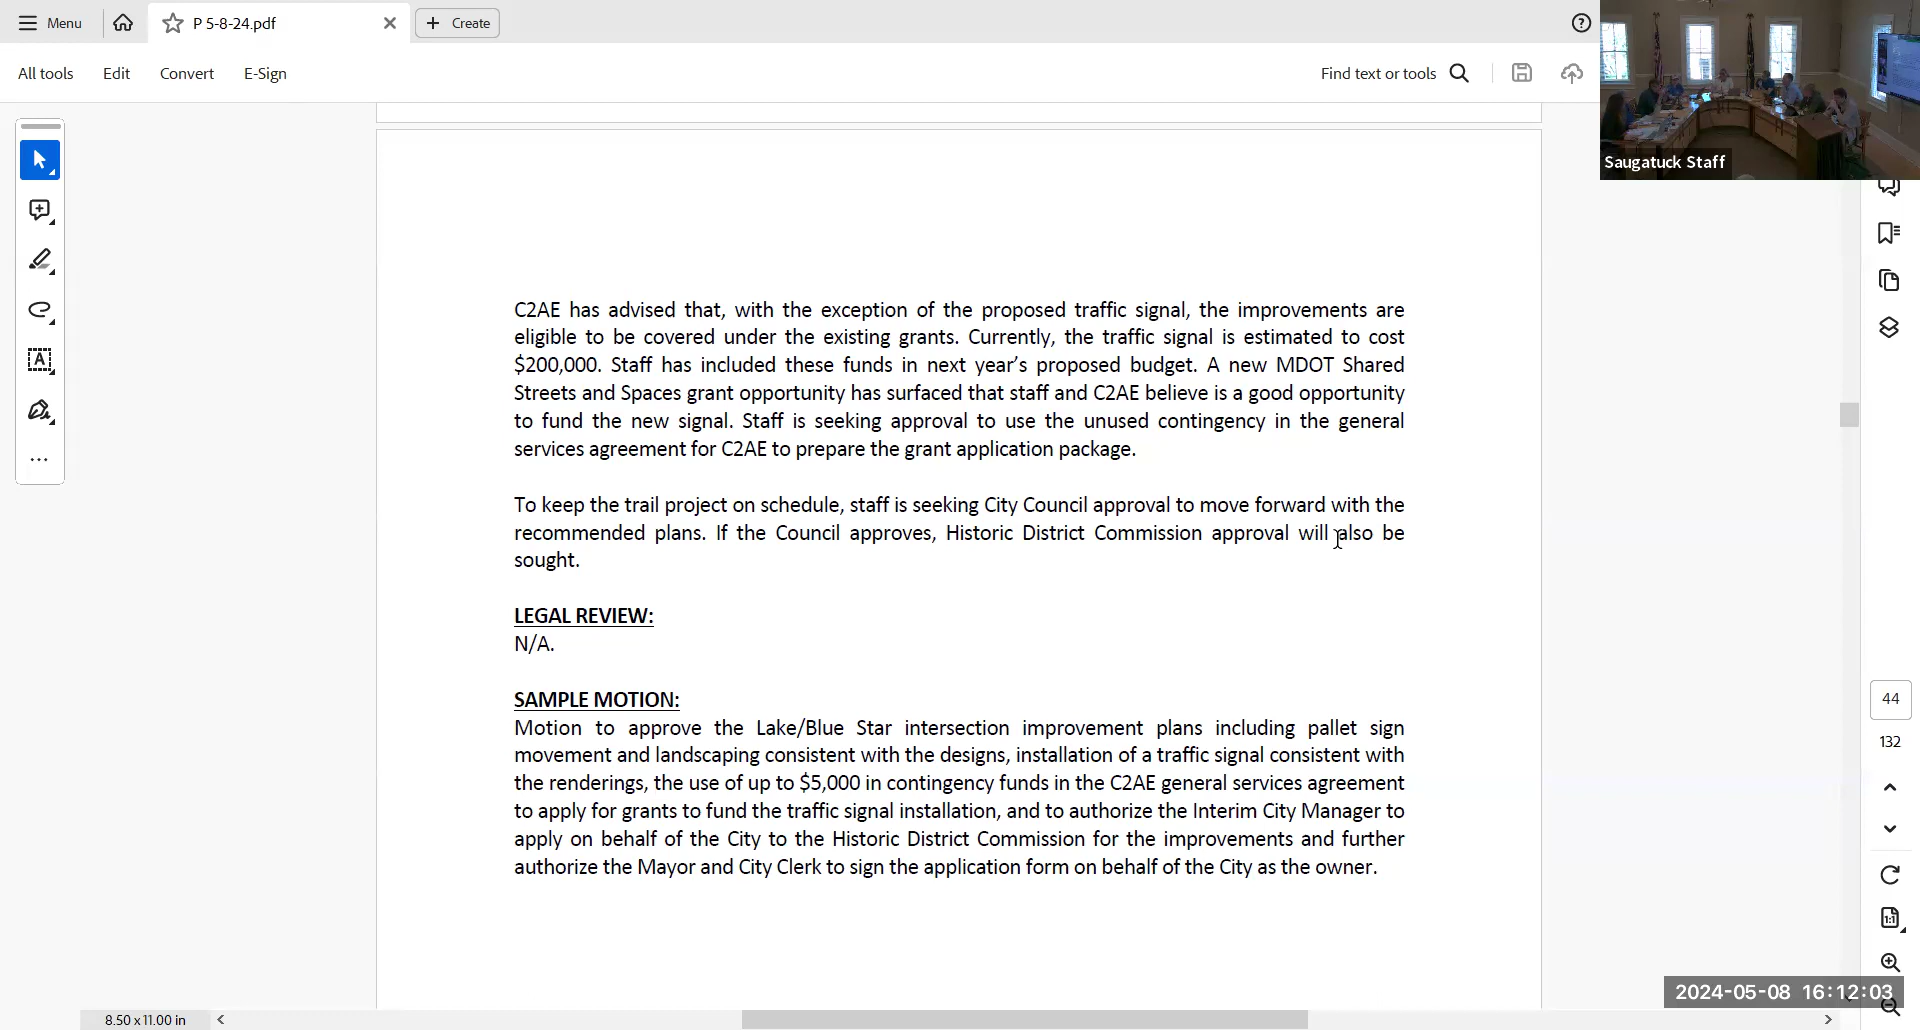 Menu
P 5-8-24.pdf
Create
All tools
Edit
Convert
E-Sign
Find text or tools
Saugatuck Staff
C2AE has advised that, with the exception of the proposed traffic signal, the improvements are
eligible to be covered under the existing grants. Currently, the traffic signal is estimated to cost
$200,000. Staff has included these funds in next year’s proposed budget. A new MDOT Shared
Streets and Spaces grant opportunity has surfaced that staff and C2AE believe is a good opportunity
to fund the new signal. Staff is seeking approval to use the unused contingency in the general
services agreement for C2AE to prepare the grant application package.
To keep the trail project on schedule, staff is seeking City Council approval to move forward with the
recommended plans. If the Council approves, Historic District Commission approval will also be
sought.
LEGAL REVIEW:
N/A.
SAMPLE MOTION:
Motion to approve the Lake/Blue Star intersection improvement plans including pallet sign
movement and landscaping consistent with the designs, installation of a traffic signal consistent with
the renderings, the use of up to $5,000 in contingency funds in the C2AE general services agreement
to apply for grants to fund the traffic signal installation, and to authorize the Interim City Manager to
apply on behalf of the City to the Historic District Commission for the improvements and further
authorize the Mayor and City Clerk to sign the application form on behalf of the City as the owner.
44
132
2024-05-08 16:12:03
8.50 x 11.00 in